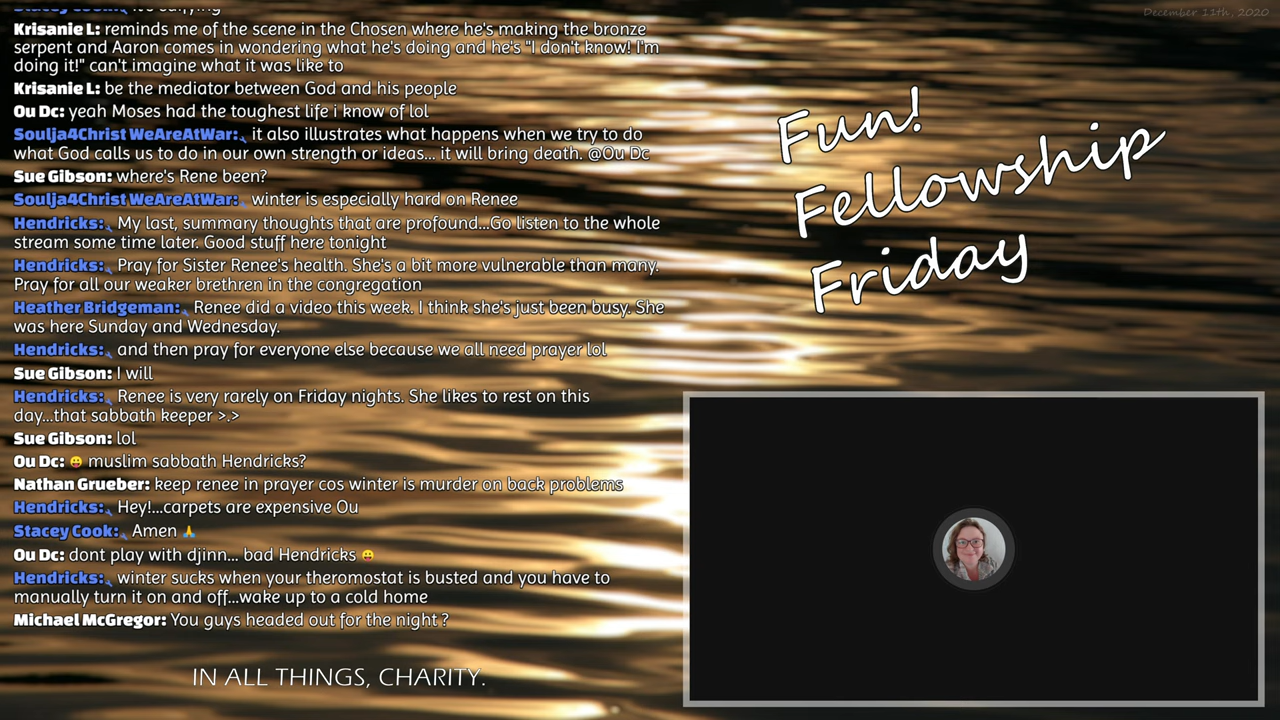 Stacey Cook: it's edifying
Krisanie L: reminds me of the scene in the Chosen where he's making the bronze
serpent and Aaron comes in wondering what he's doing and he's "I don't know! I'm
doing it!" can't imagine what it was like to
Krisanie L: be the mediator between God and his people
Ou Dc: yeah Moses had the toughest life i know of lol
Soulja4Christ WeAreAtWar: it also illustrates what happens when we try to do
what God calls us to do in our own strength or ideas... it will bring death. @Ou Dc
Sue Gibson: where's Rene been?
Soulja4Christ WeAreAtWar: winter is especially hard on Renee
Hendricks: My last, summary thoughts that are profound...Go listen to the whole
stream some time later. Good stuff here tonight
Hendricks: Pray for Sister Renee's health. She's a bit more vulnerable than many.
Pray for all our weaker brethren in the congregation
Heather Bridgeman: Renee did a video this week. I think she's just been busy. She
was here Sunday and Wednesday.
Hendricks: and then pray for everyone else because we all need prayer lol
Sue Gibson: I will
Hendricks: Renee is very rarely on Friday nights. She likes to rest on this
day...that sabbath keeper >.>
Sue Gibson: lol
Ou Dc: 😛 muslim sabbath Hendricks?
Nathan Grueber: keep renee in prayer cos winter is murder on back problems
Hendricks: Hey!...carpets are expensive Ou
Stacey Cook: Amen 🙏
Ou Dc: dont play with djinn... bad Hendricks 😛
Hendricks: winter sucks when your theromostat is busted and you have to
manually turn it on and off...wake up to a cold home
Michael McGregor: You guys headed out for the night ?
IN ALL THINGS, CHARITY.
December 11th, 2020
Fun!
Fellowship
Friday